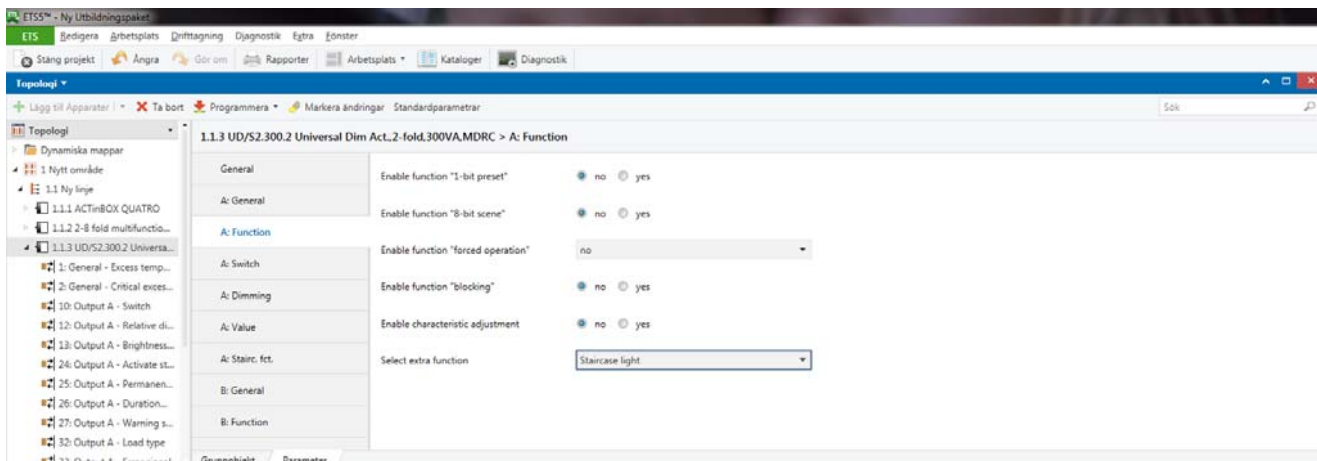 ETS5™ - Ny Utbildningspaket
ETS Redigera Arbetsplats Drifttagning Diagnostik Extra Fönster
Stäng projekt Ångra Gör om Rapporter Arbetsplats Kataloger Diagnostik
Topologi
Lägg till Apparater Ta bort Programmera Markera ändringar Standardparametrar Sök
Topologi
Dynamiska mappar
1 Nytt område
1.1 Ny linje
1.1.1 ACTinBOX QUATRO
1.1.2 2-8 fold multifunctio...
1.1.3 UD/S2.300.2 Universa...
1: General - Excess temp...
2: General - Critical exces...
10: Output A - Switch
12: Output A - Relative di...
13: Output A - Brightness...
24: Output A - Activate st...
25: Output A - Permanen...
26: Output A - Duration...
27: Output A - Warning s...
32: Output A - Load type
1.1.3 UD/S2.300.2 Universal Dim Act.,2-fold,300VA,MDRC > A: Function
General
A: General
A: Function
A: Switch
A: Dimming
A: Value
A: Stairc. fct.
B: General
B: Function
Enable function "1-bit preset" no yes
Enable function "8-bit scene" no yes
Enable function "forced operation" no
Enable function "blocking" no yes
Enable characteristic adjustment no yes
Select extra function Staircase light
Gruppobjekt Parameter